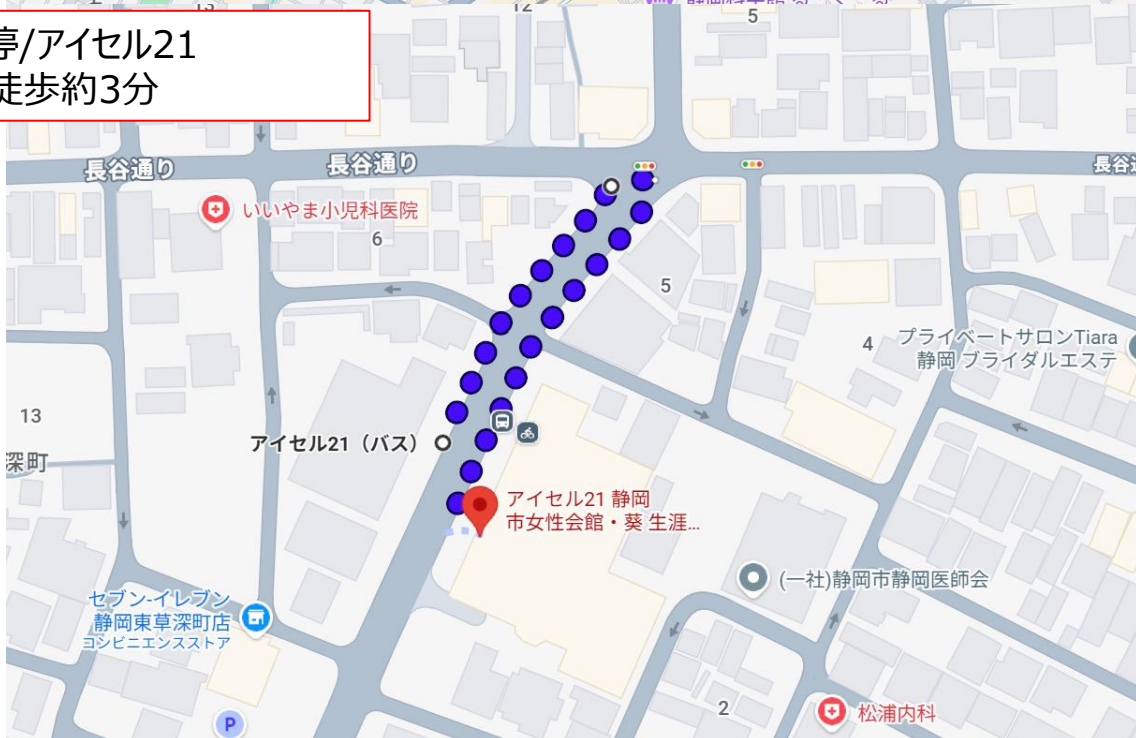 停/アイセル21
徒歩約3分
13
12
5
長谷通り
長谷通り
いいやま小児科医院
6
5
4
プライベートサロンTiara
静岡 ブライダルエステ
13
深町
アイセル21（バス）
アイセル21 静岡
市女性会館・葵 生涯...
(一社)静岡市静岡医師会
セブン-イレブン
静岡東草深町店
コンビニエンスストア
P
2
松浦内科